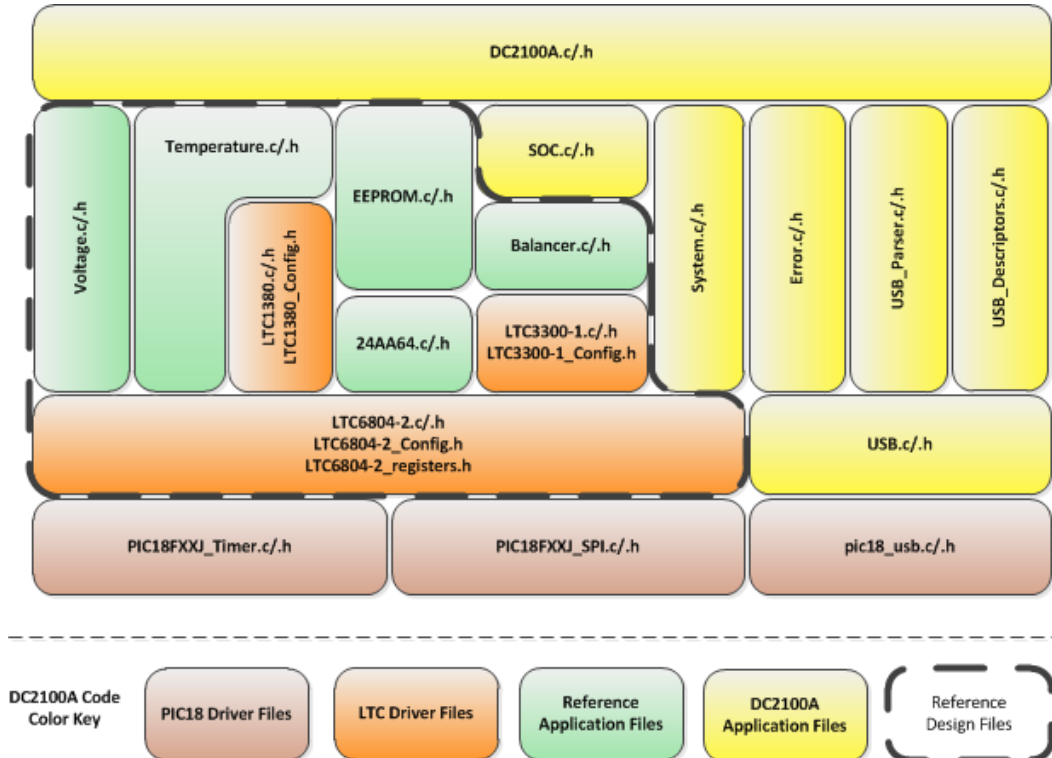 DC2100A.c/.h
Voltage.c/.h
Temperature.c/.h
LTC1380.c/.h
LTC1380_Config.h
EEPROM.c/.h
24AA64.c/.h
SOC.c/.h
Balancer.c/.h
LTC3300-1.c/.h
LTC3300-1_Config.h
System.c/.h
Error.c/.h
USB_Parser.c/.h
USB_Descriptors.c/.h
LTC6804-2.c/.h
LTC6804-2_Config.h
LTC6804-2_registers.h
USB.c/.h
PIC18FXXJ_Timer.c/.h
PIC18FXXJ_SPI.c/.h
pic18_usb.c/.h
DC2100A Code
Color Key
PIC18 Driver Files
LTC Driver Files
Reference
Application Files
DC2100A
Application Files
Reference
Design Files